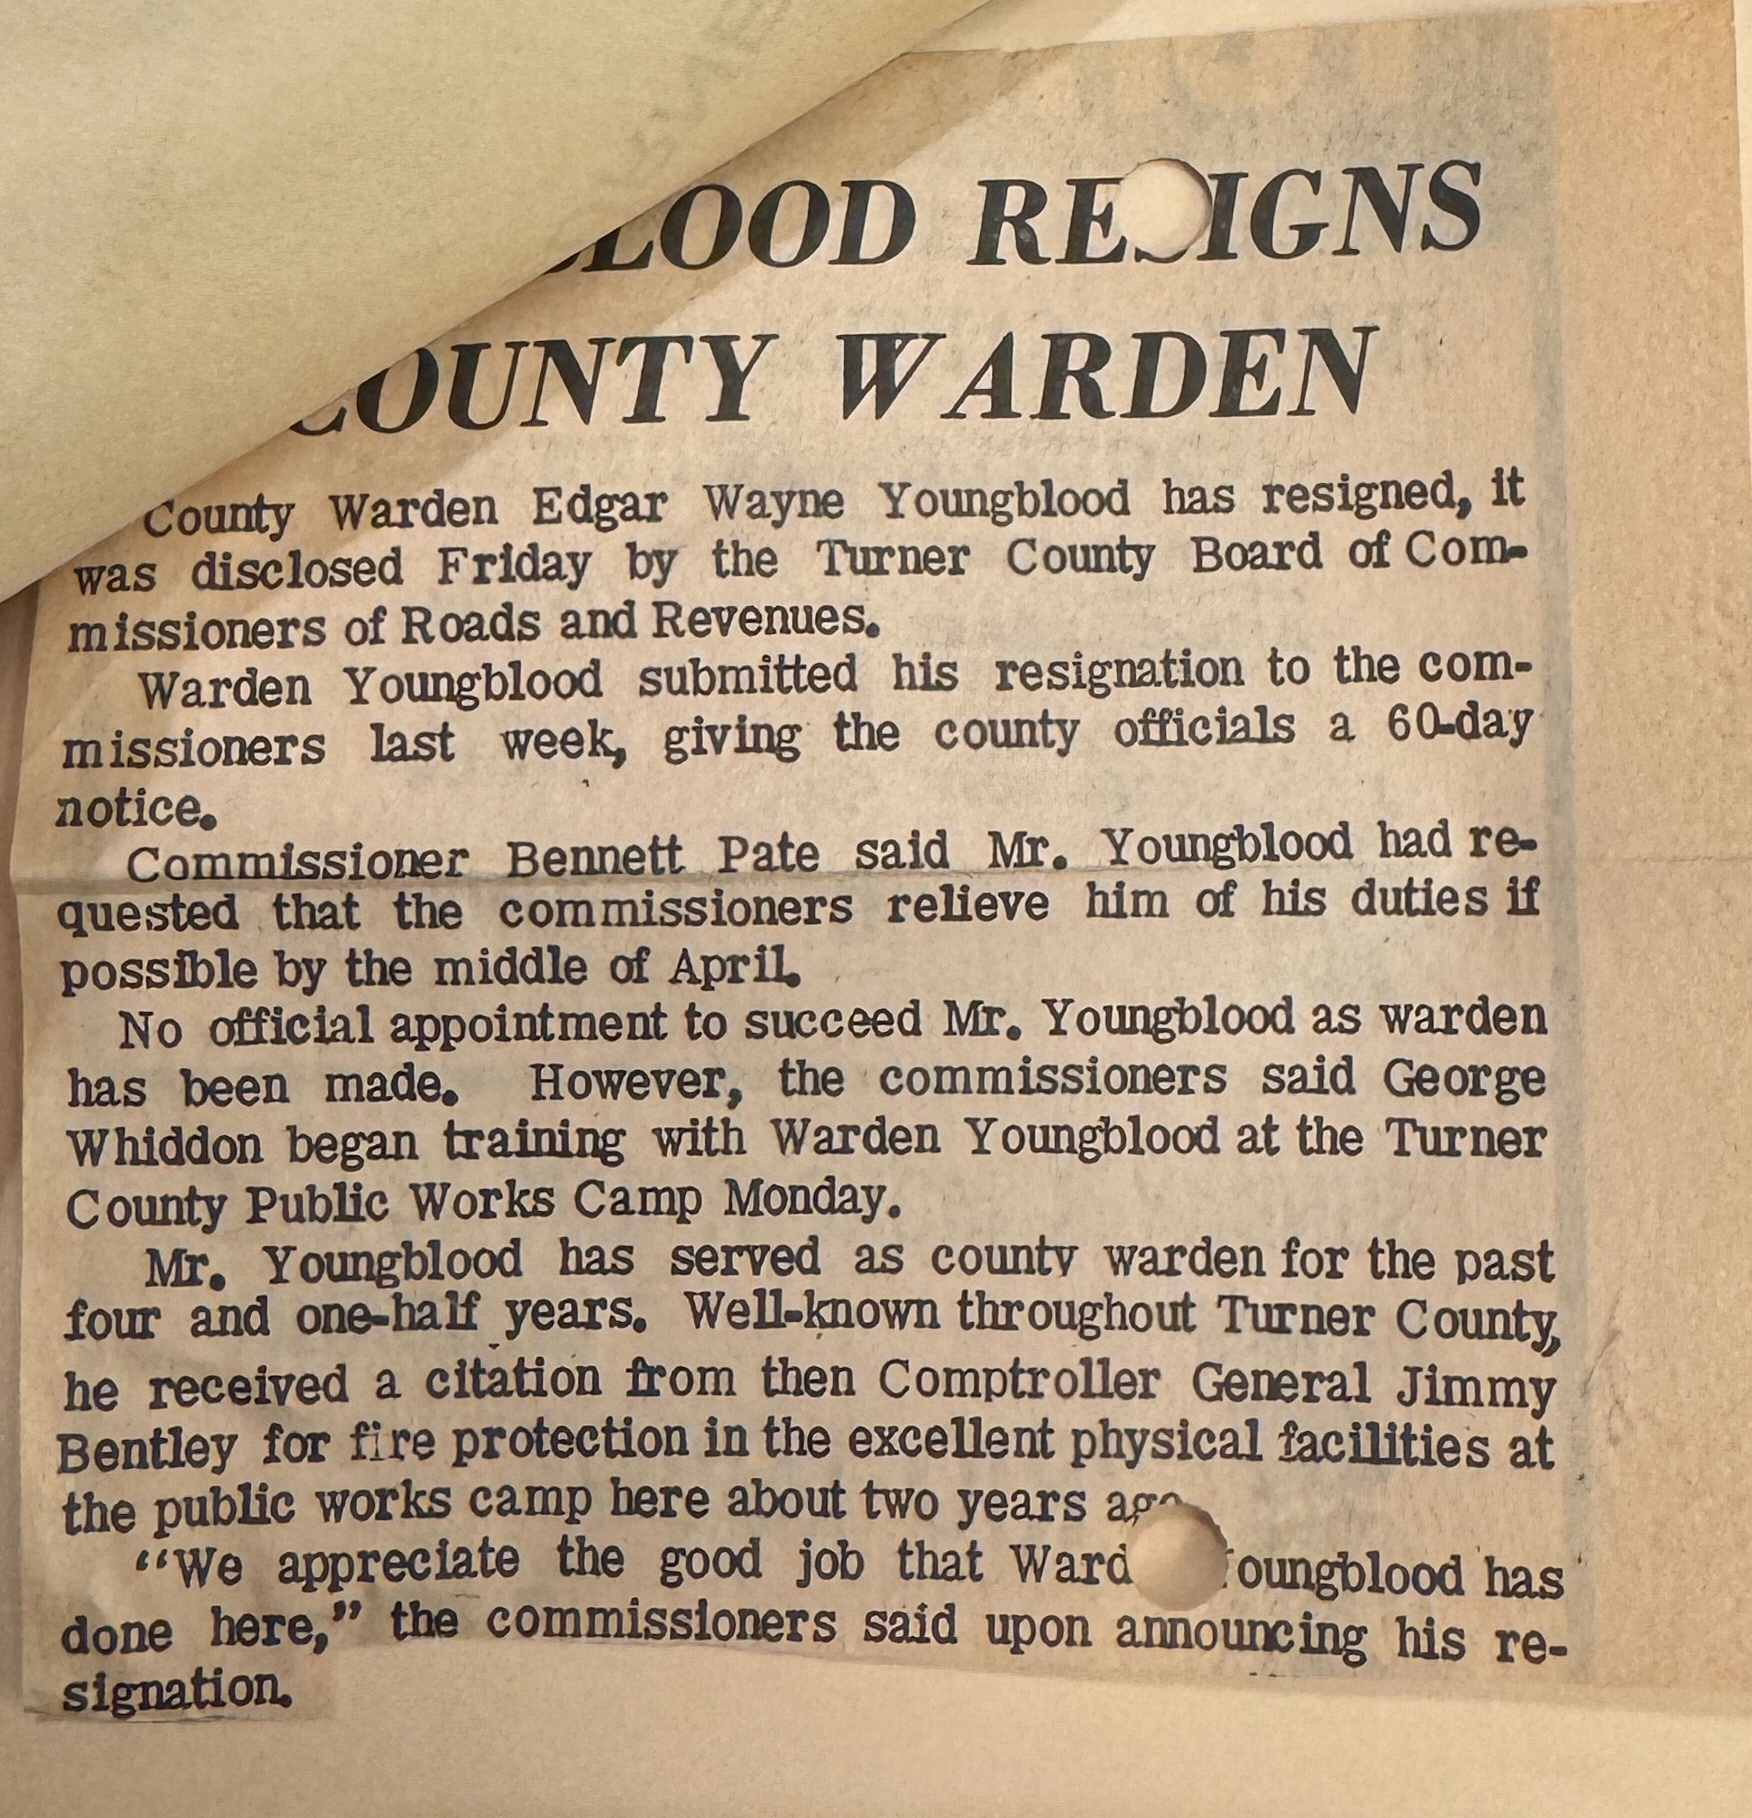 LOOD RESIGNS
COUNTY WARDEN
County Warden Edgar Wayne Youngblood has resigned, it
was disclosed Friday by the Turner County Board of Com-
missioners of Roads and Revenues.
Warden Youngblood submitted his resignation to the com-
missioners last week, giving the county officials a 60-day
notice.
Commissioner Bennett Pate said Mr. Youngblood had re-
quested that the commissioners relieve him of his duties if
possible by the middle of April.
No official appointment to succeed Mr. Youngblood as warden
has been made. However, the commissioners said George
Whiddon began training with Warden Youngblood at the Turner
County Public Works Camp Monday.
Mr. Youngblood has served as county warden for the past
four and one-half years. Well-known throughout Turner County,
he received a citation from then Comptroller General Jimmy
Bentley for fire protection in the excellent physical facilities at
the public works camp here about two years ago
“We appreciate the good job that Ward oungblood has
done here,” the commissioners said upon announcing his re-
signation.